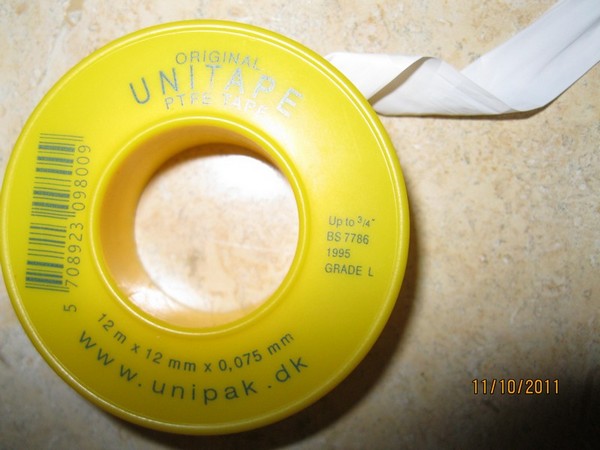 ORIGINAL
UNITAPE
PTFE TAPE
Up to 3/4"
BS 7786
1995
GRADE L
5 708923 098009
12 m x 12 mm x 0,075 mm
www.unipak.dk
11/10/2011